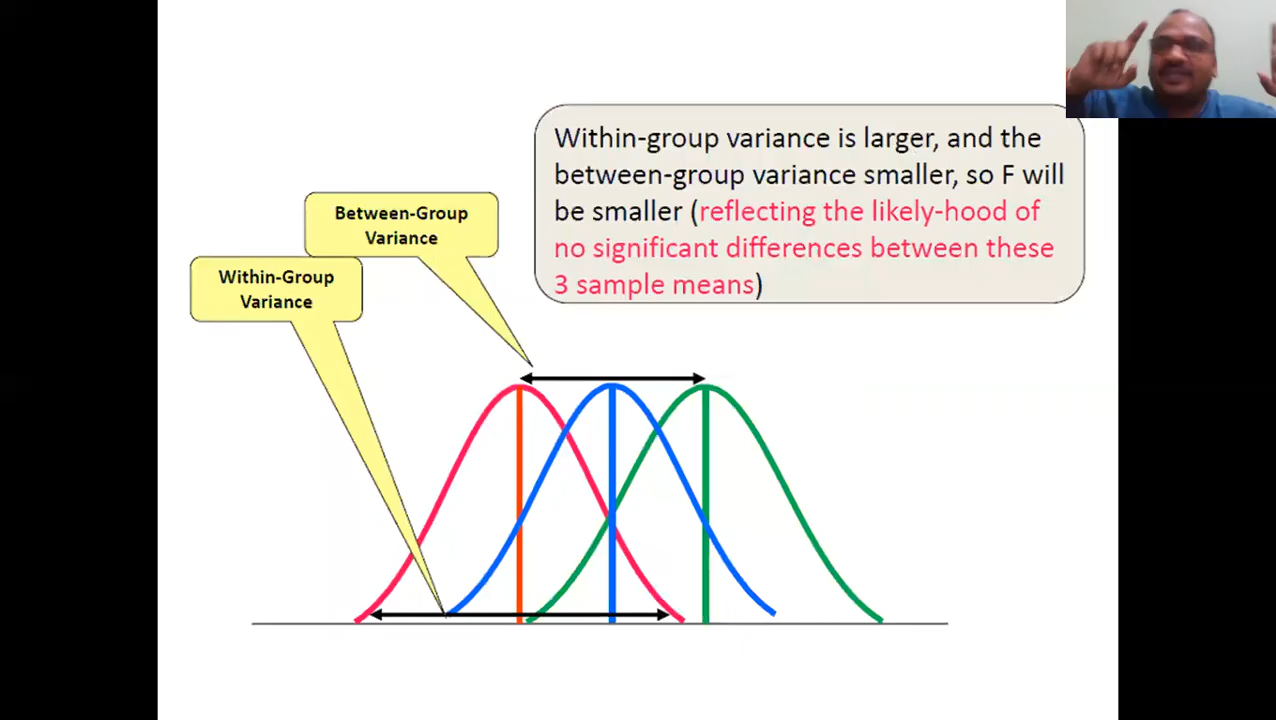 Within-group variance is larger, and the
between-group variance smaller, so F will
be smaller (reflecting the likely-hood of
no significant differences between these
3 sample means)
Between-Group
Variance
Within-Group
Variance